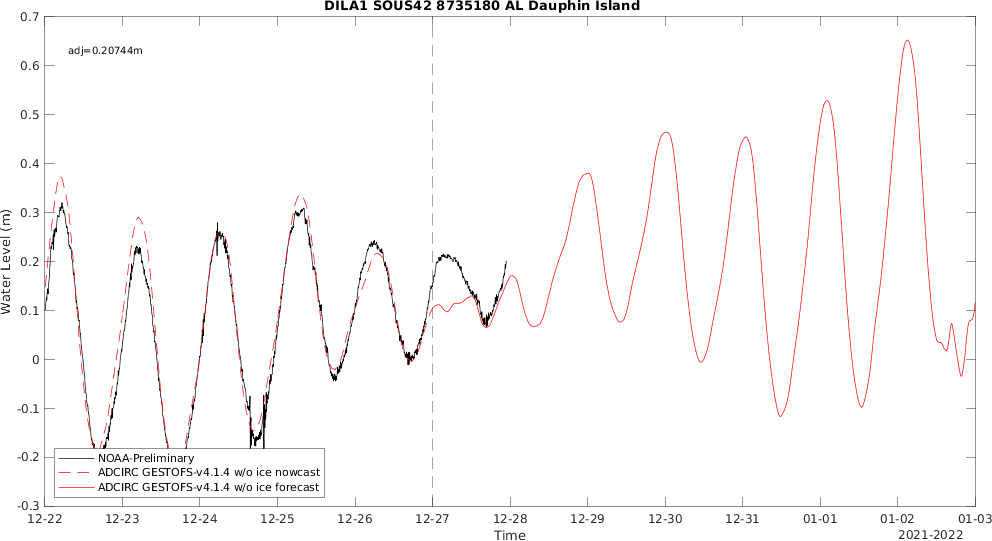 DILA1 SOUS42 8735180 AL Dauphin Island
adj=0.20744m
0.7
0.6
0.5
0.4
0.3
0.2
0.1
0
-0.1
-0.2
-0.3
Water Level (m)
NOAA-Preliminary
ADCIRC GESTOFS-v4.1.4 w/o ice nowcast
ADCIRC GESTOFS-v4.1.4 w/o ice forecast
12-22 12-23 12-24 12-25 12-26 12-27 12-28 12-29 12-30 12-31 01-01 01-02 01-03
Time
2021-2022